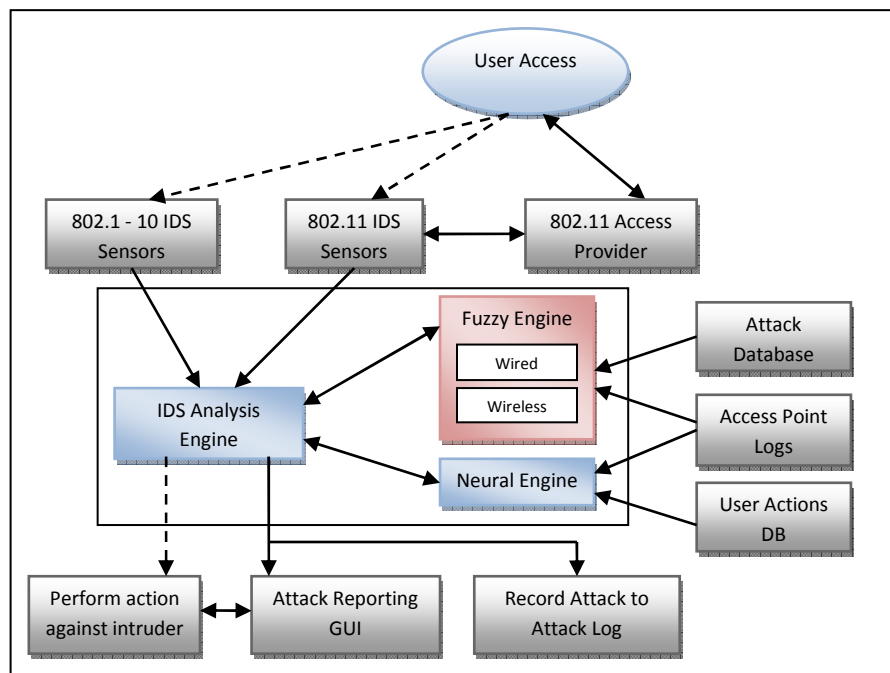 User Access
802.1 - 10 IDS
Sensors
802.11 IDS
Sensors
802.11 Access
Provider
Fuzzy Engine
Wired
Wireless
Attack
Database
IDS Analysis
Engine
Access Point
Logs
Neural Engine
User Actions
DB
Perform action
against intruder
Attack Reporting
GUI
Record Attack to
Attack Log